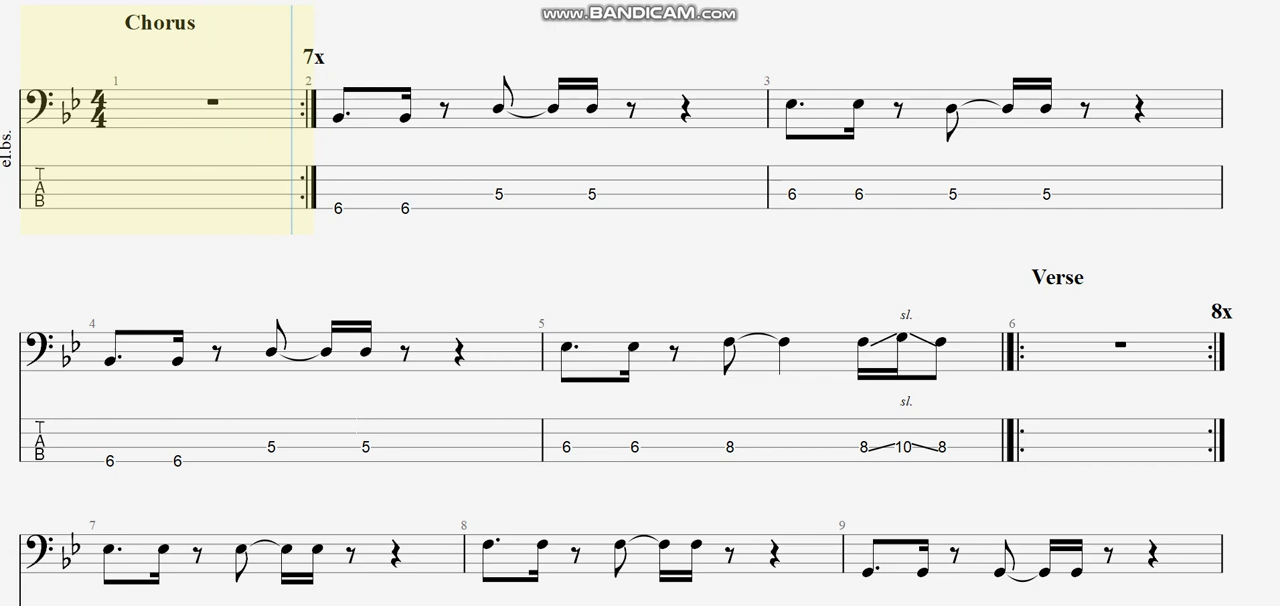 www.BANDICAM.com
Chorus
7x
1 2 3
4
4
el.bs.
T
A
B
5 5 6 6 5 5
6 6
Verse
4 5 sl. 6 8x
sl.
T
A
B
5 5 6 6 8 8 10 8
6 6
7 8 9